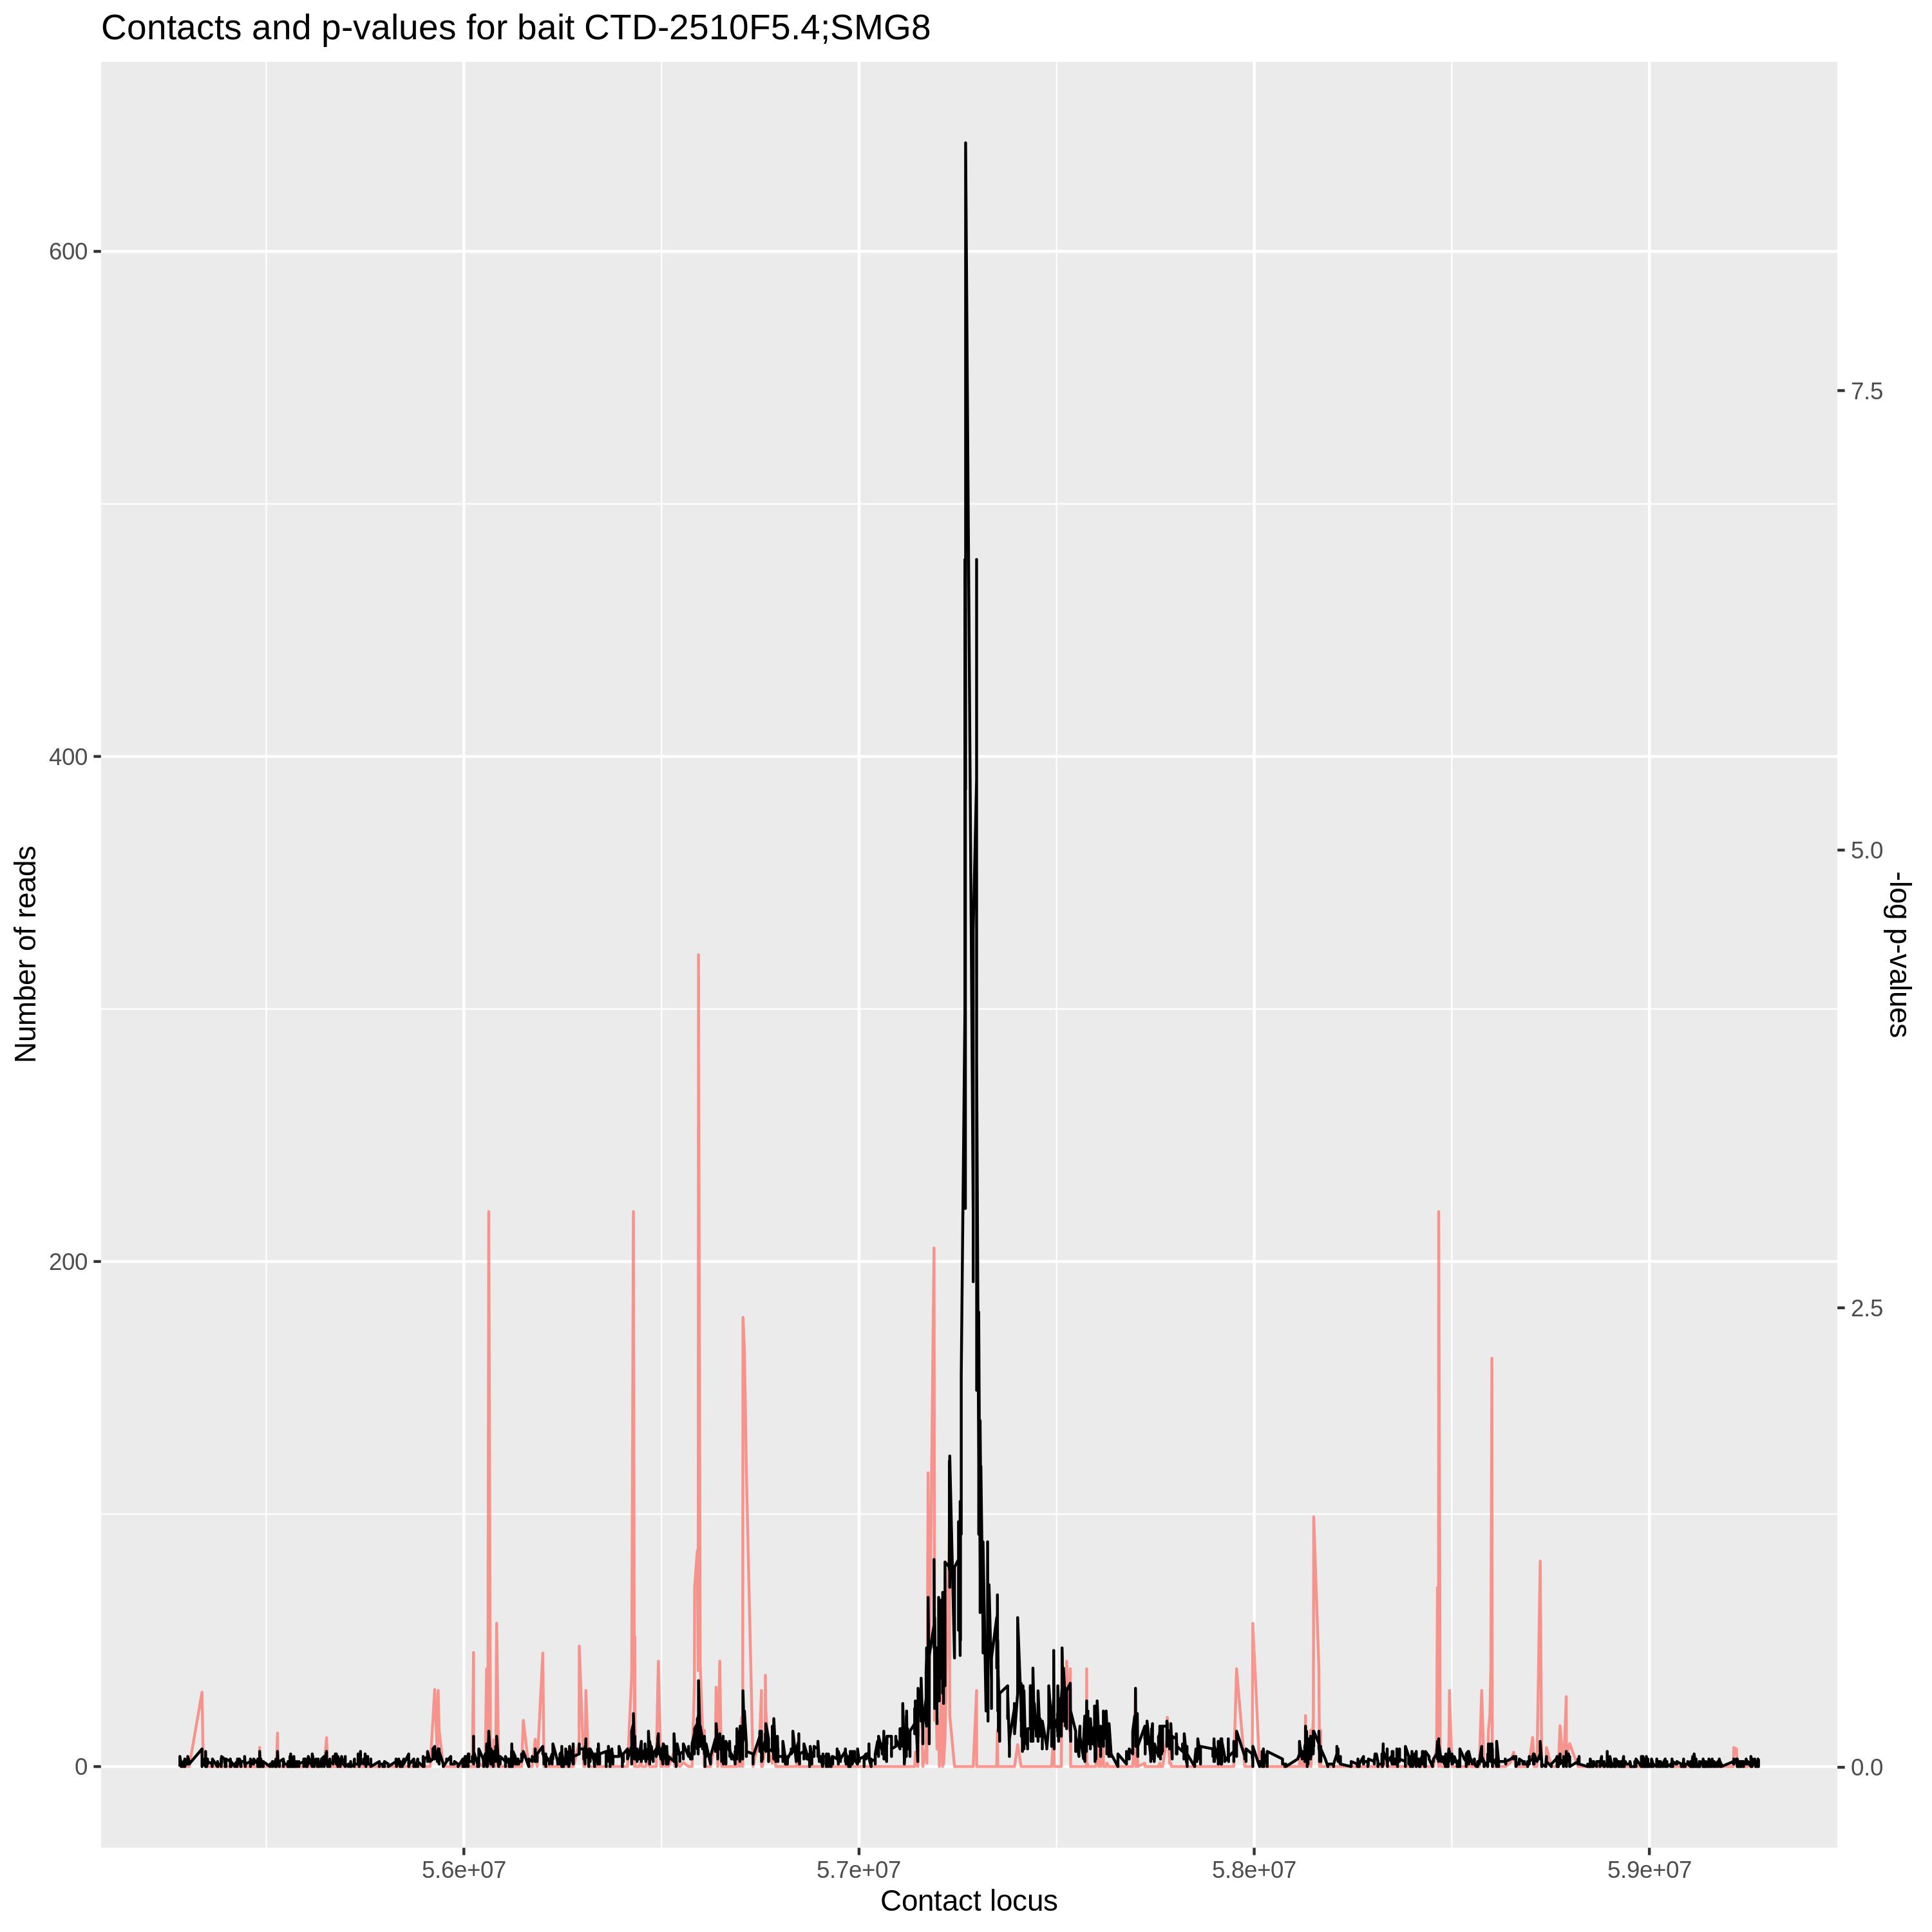 Contacts and p-values for bait CTD-2510F5.4;SMG8
Number of reads
600
400
200
0
7.5
5.0
2.5
0.0
-log p-values
5.6e+07
5.7e+07
5.8e+07
5.9e+07
Contact locus